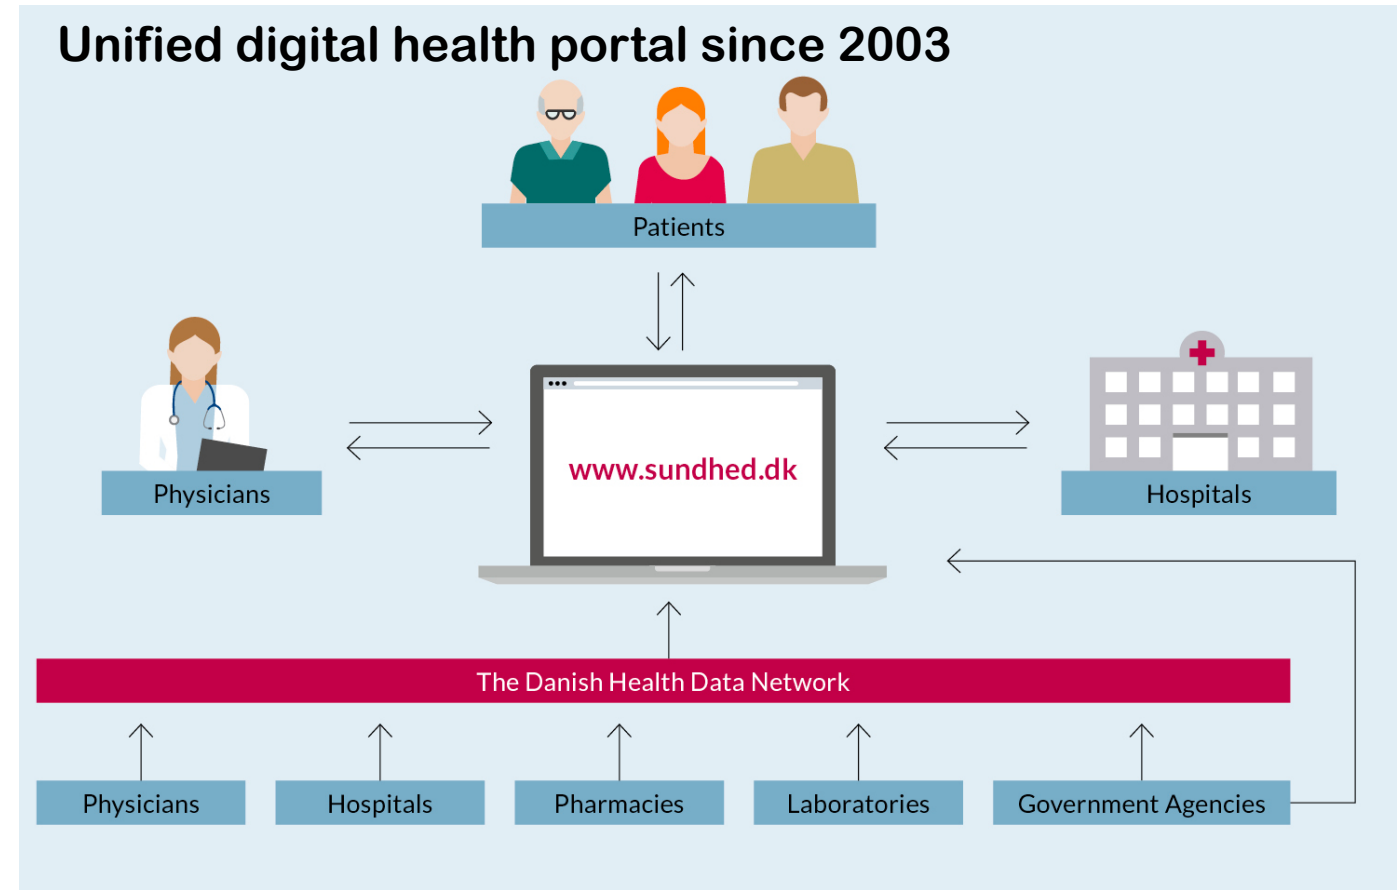 Unified digital health portal since 2003
Patients
www.sundhed.dk
Physicians
Hospitals
The Danish Health Data Network
Physicians
Hospitals
Pharmacies
Laboratories
Government Agencies